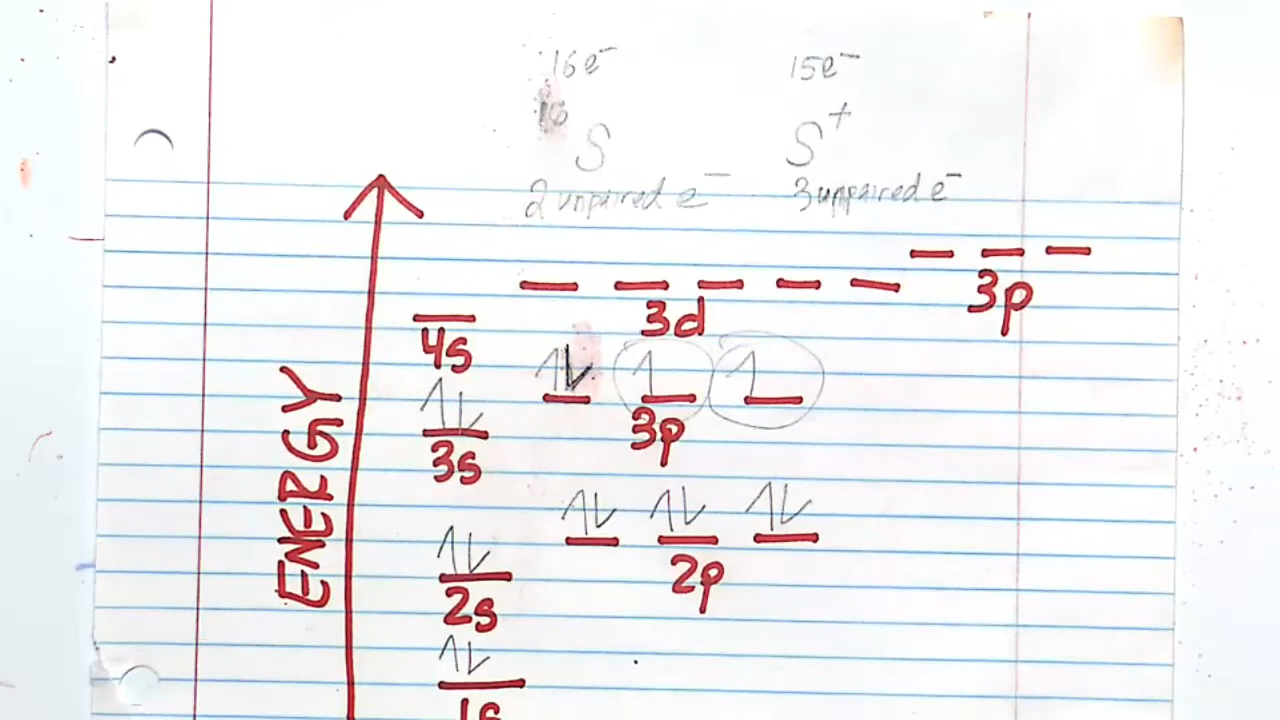 16e⁻ 15e⁻
16
S S⁺
2 unpaired e⁻ 3 unpaired e⁻
3p
3d
4s
3p
3s
2p
2s
1s
ENERGY